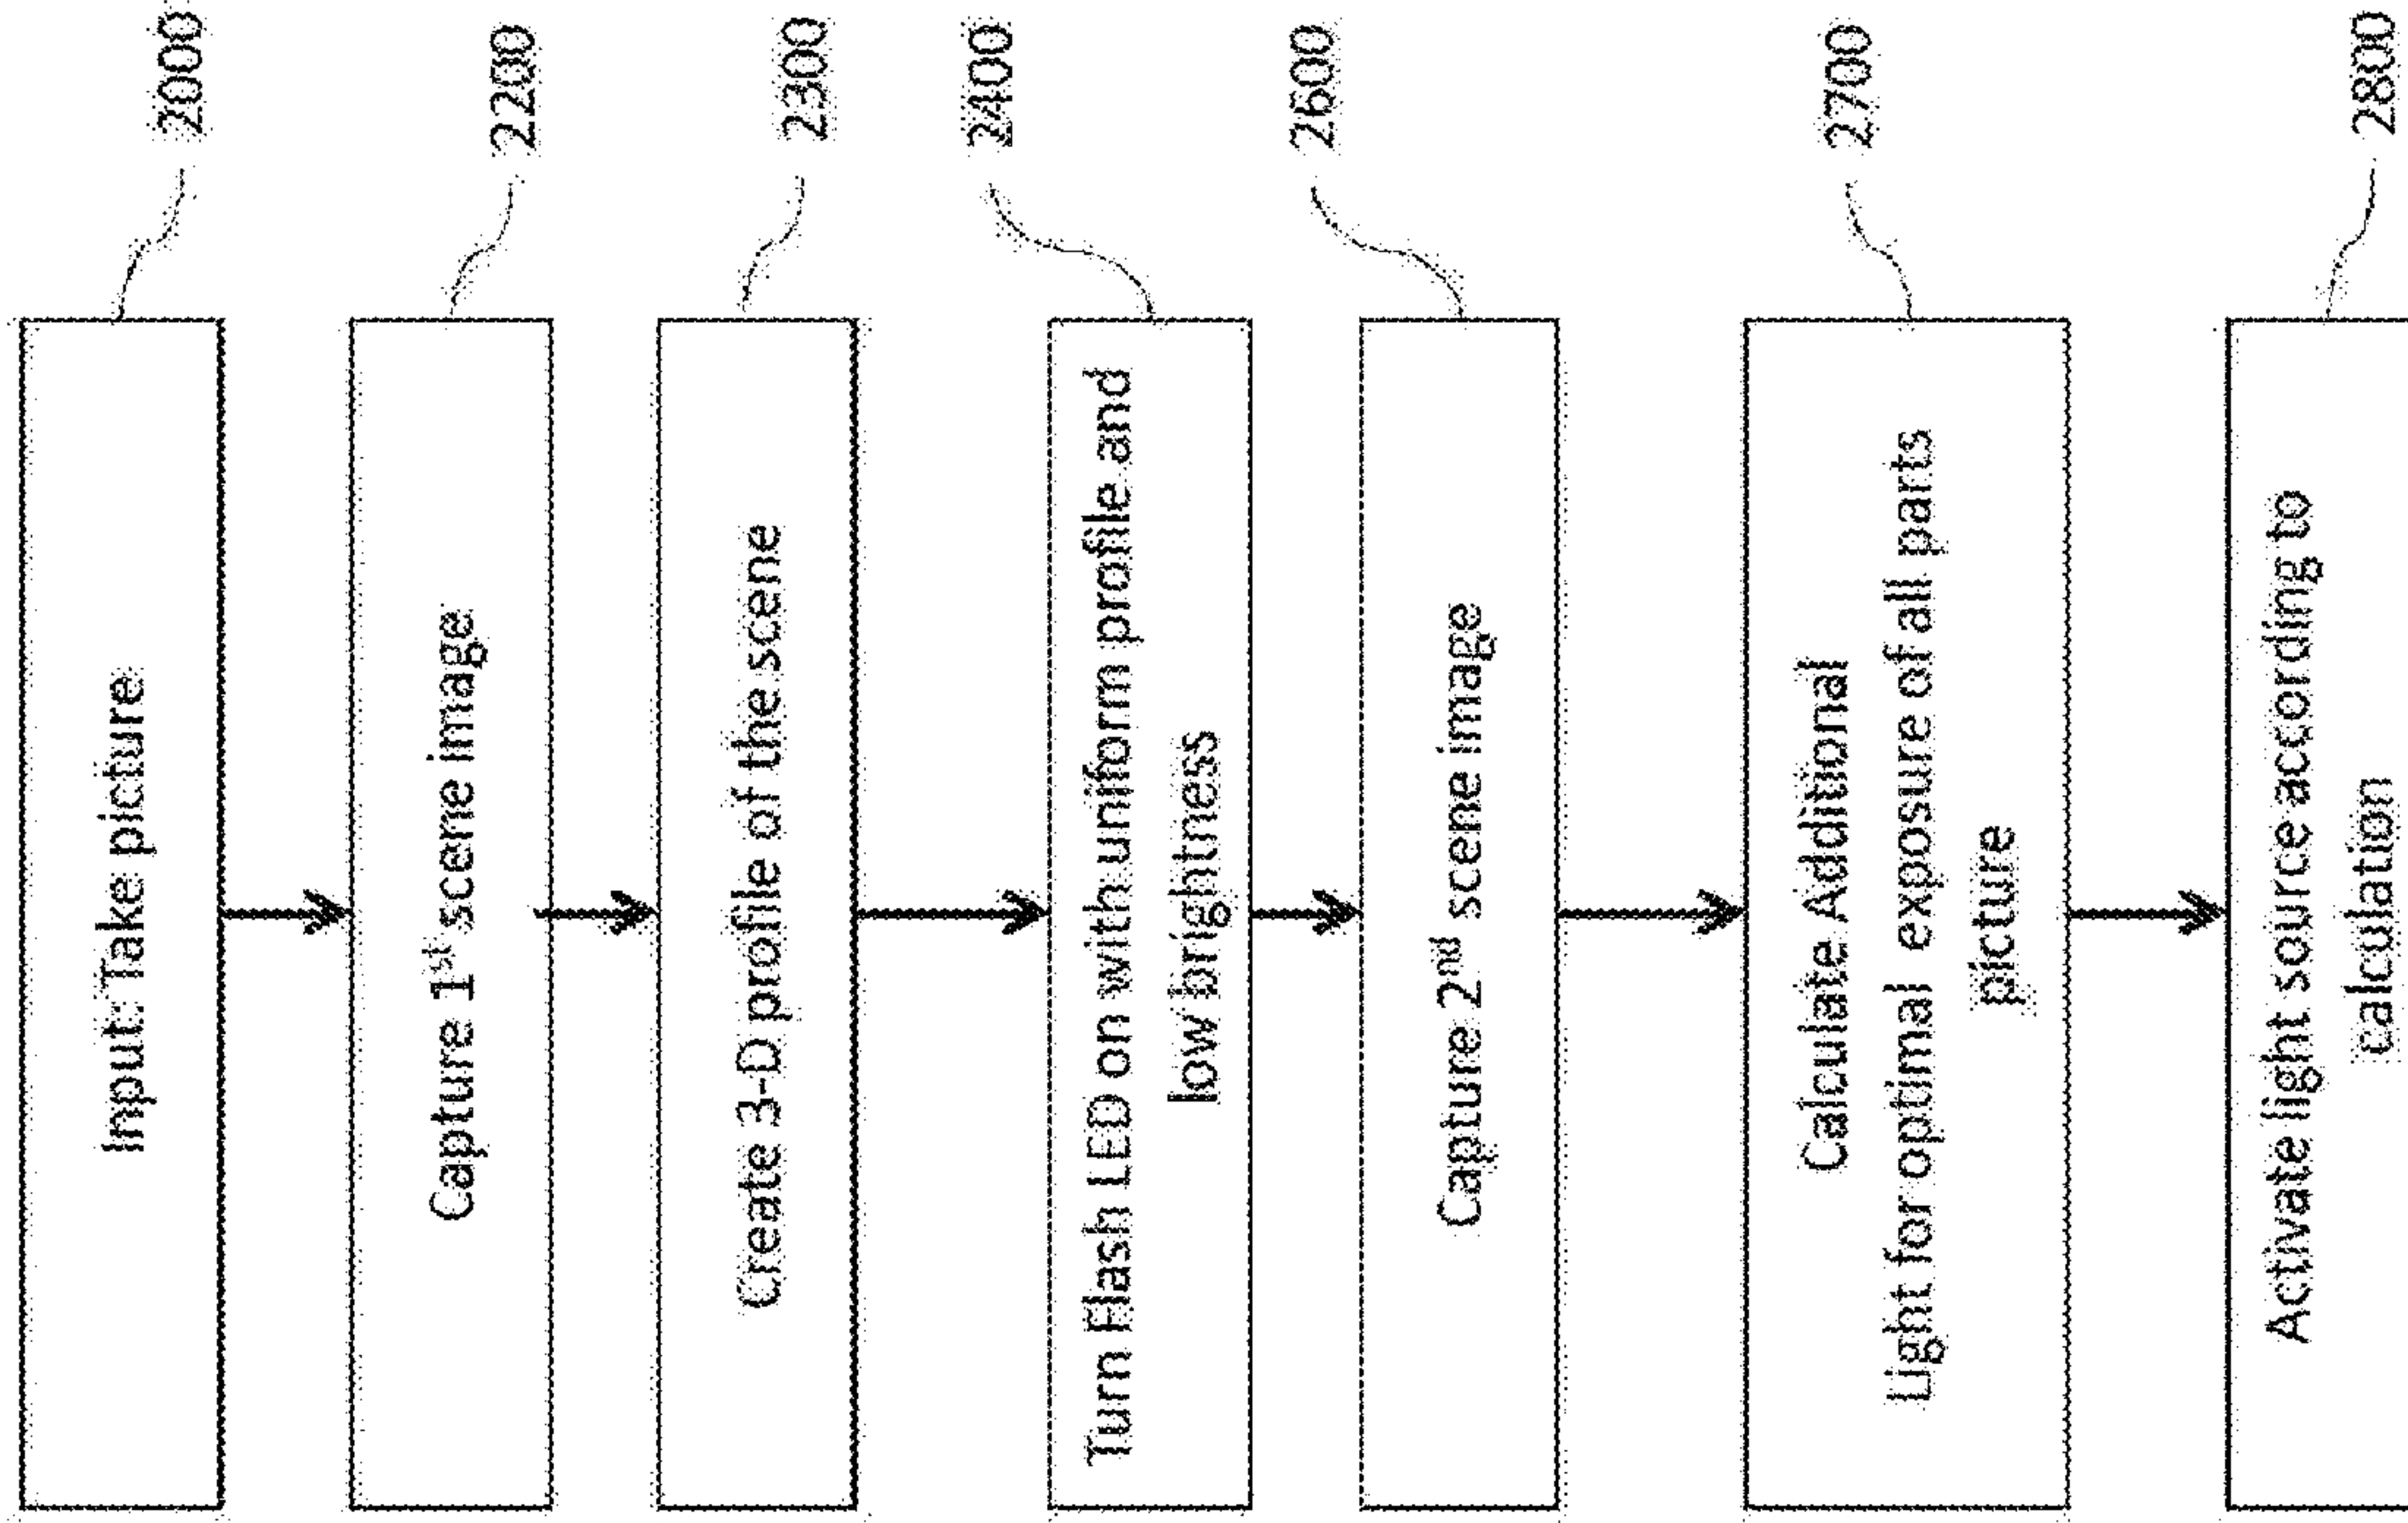 Input: Take picture
2000
Capture 1st scene image
2200
Create 3-D profile of the scene
2300
Turn Flash LED on with uniform profile and
low brightness
2400
Capture 2nd scene image
2600
Calculate Additional
Light for optimal exposure of all parts
picture
2700
Activate light source according to
calculation
2800